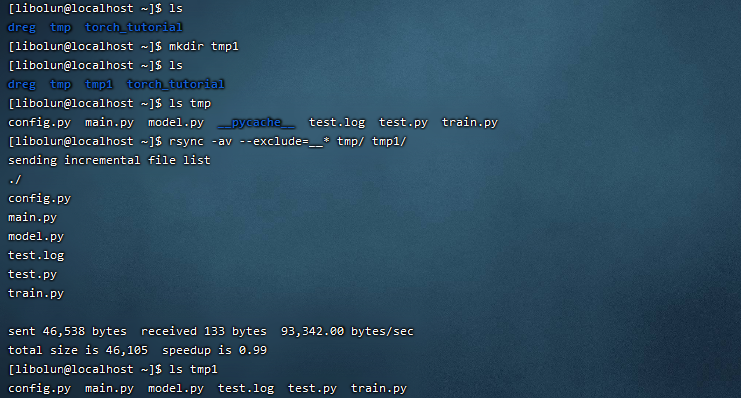 [libolun@localhost ~]$ ls
dreg  tmp  torch_tutorial
[libolun@localhost ~]$ mkdir tmp1
[libolun@localhost ~]$ ls
dreg  tmp  tmp1  torch_tutorial
[libolun@localhost ~]$ ls tmp
config.py  main.py  model.py  __pycache__  test.log  test.py  train.py
[libolun@localhost ~]$ rsync -av --exclude=__* tmp/ tmp1/
sending incremental file list
./
config.py
main.py
model.py
test.log
test.py
train.py
sent 46,538 bytes  received 133 bytes  93,342.00 bytes/sec
total size is 46,105  speedup is 0.99
[libolun@localhost ~]$ ls tmp1
config.py  main.py  model.py  test.log  test.py  train.py